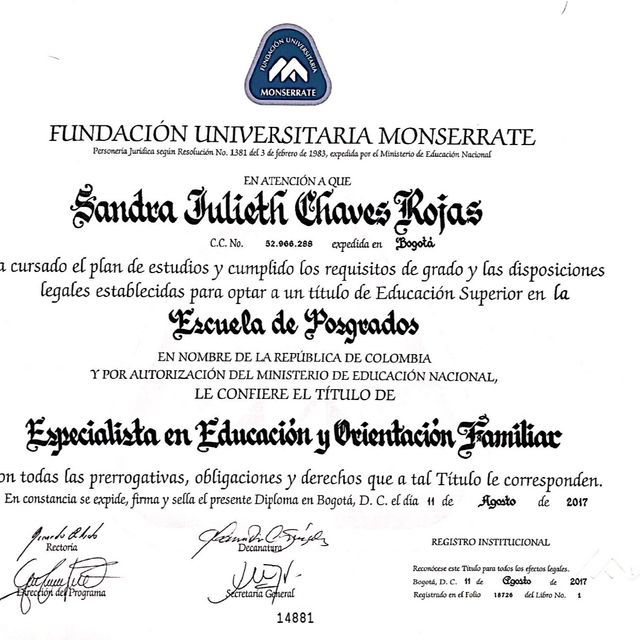 FUNDACIÓN UNIVERSITARIA
MONSERRATE
FUNDACIÓN UNIVERSITARIA MONSERRATE
Personería Jurídica según Resolución No. 1381 del 3 de febrero de 1983, expedida por el Ministerio de Educación Nacional
EN ATENCIÓN A QUE
Sandra Julieth Chaves Rojas
C.C. No. 52.966.288 expedida en Bogotá
a cursado el plan de estudios y cumplido los requisitos de grado y las disposiciones
legales establecidas para optar a un título de Educación Superior en la
Escuela de Posgrados
EN NOMBRE DE LA REPÚBLICA DE COLOMBIA
Y POR AUTORIZACIÓN DEL MINISTERIO DE EDUCACIÓN NACIONAL,
LE CONFIERE EL TÍTULO DE
Especialista en Educación y Orientación Familiar
on todas las prerrogativas, obligaciones y derechos que a tal Título le corresponden.
En constancia se expide, firma y sella el presente Diploma en Bogotá, D. C. el día 11 de Agosto de 2017
Rectoría
Decanatura
Dirección del Programa
Secretaría General
REGISTRO INSTITUCIONAL
Reconócese este Título para todos los efectos legales.
Bogotá, D. C. 11 de Agosto de 2017
Registrado en el Folio 18726 del Libro No. 1
14881